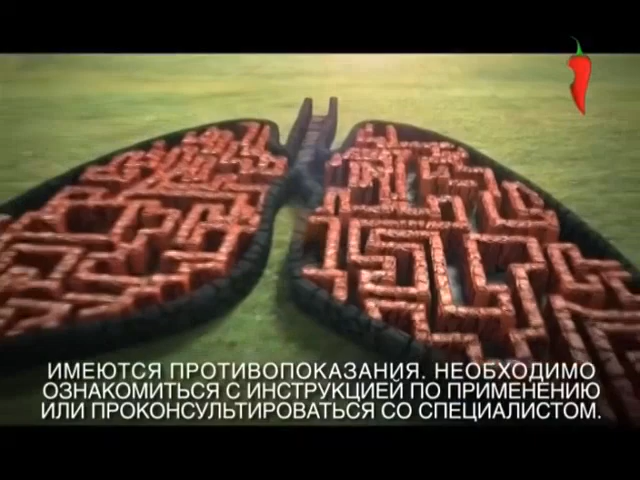 ИМЕЮТСЯ ПРОТИВОПОКАЗАНИЯ. НЕОБХОДИМО
ОЗНАКОМИТЬСЯ С ИНСТРУКЦИЕЙ ПО ПРИМЕНЕНИЮ
ИЛИ ПРОКОНСУЛЬТИРОВАТЬСЯ СО СПЕЦИАЛИСТОМ.